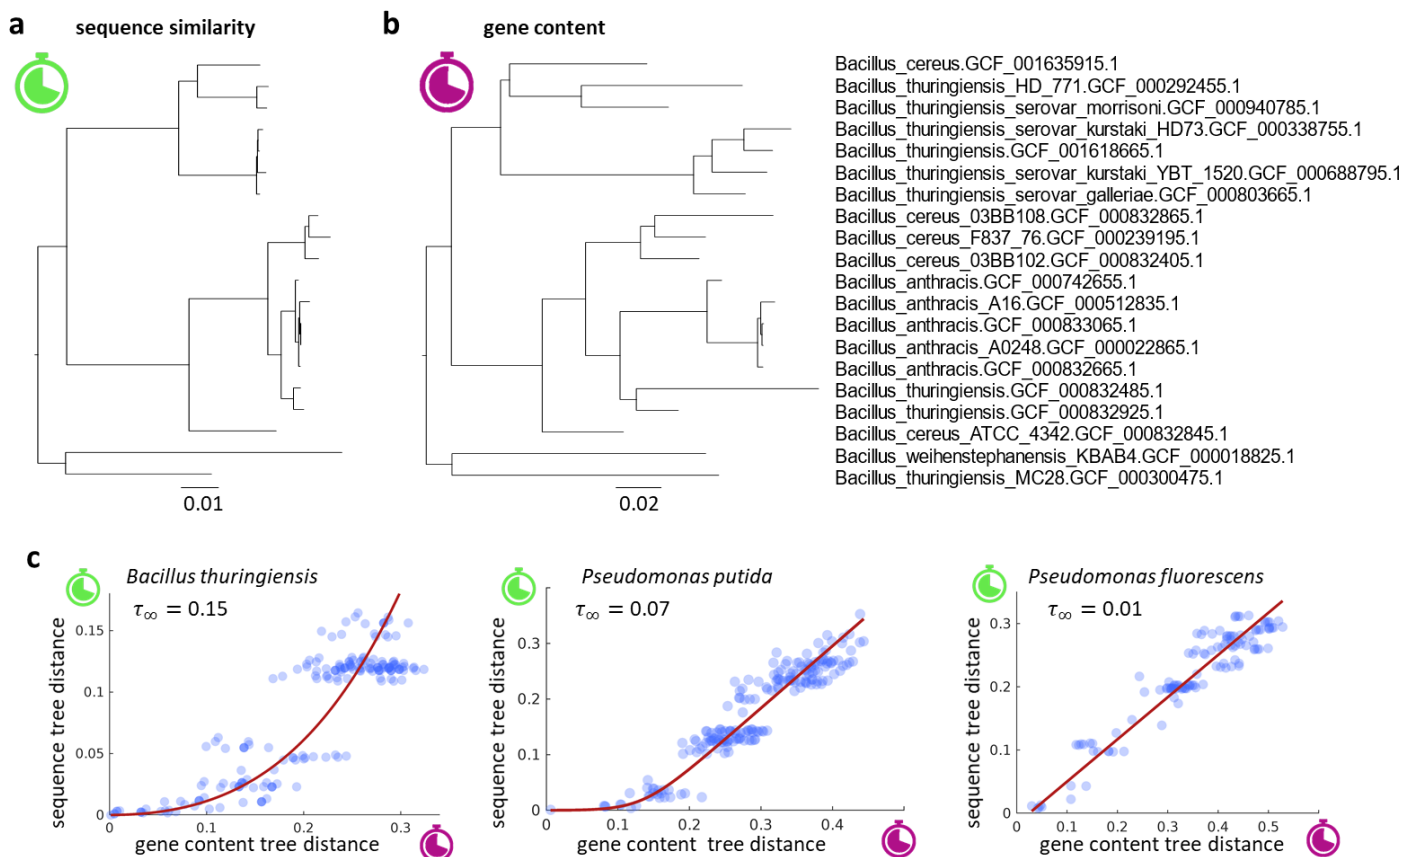 a sequence similarity
b gene content
Bacillus_cereus.GCF_001635915.1
Bacillus_thuringiensis_HD_771.GCF_000292455.1
Bacillus_thuringiensis_serovar_morrisoni.GCF_000940785.1
Bacillus_thuringiensis_serovar_kurstaki_HD73.GCF_000338755.1
Bacillus_thuringiensis.GCF_001618665.1
Bacillus_thuringiensis_serovar_kurstaki_YBT_1520.GCF_000688795.1
Bacillus_thuringiensis_serovar_galleriae.GCF_000803665.1
Bacillus_cereus_03BB108.GCF_000832865.1
Bacillus_cereus_F837_76.GCF_000239195.1
Bacillus_cereus_03BB102.GCF_000832405.1
Bacillus_anthracis.GCF_000742655.1
Bacillus_anthracis_A16.GCF_000512835.1
Bacillus_anthracis.GCF_000833065.1
Bacillus_anthracis_A0248.GCF_000022865.1
Bacillus_anthracis.GCF_000832665.1
Bacillus_thuringiensis.GCF_000832485.1
Bacillus_thuringiensis.GCF_000832925.1
Bacillus_cereus_ATCC_4342.GCF_000832845.1
Bacillus_weihenstephanensis_KBAB4.GCF_000018825.1
Bacillus_thuringiensis_MC28.GCF_000300475.1
0.01
0.02
c
Bacillus thuringiensis
τ∞ = 0.15
sequence tree distance
0.15
0.1
0.05
0
0 0.1 0.2 0.3
gene content tree distance
Pseudomonas putida
τ∞ = 0.07
sequence tree distance
0.3
0.2
0.1
0
0 0.1 0.2 0.3 0.4
gene content tree distance
Pseudomonas fluorescens
τ∞ = 0.01
sequence tree distance
0.3
0.2
0.1
0
0 0.1 0.2 0.3 0.4 0.5
gene content tree distance